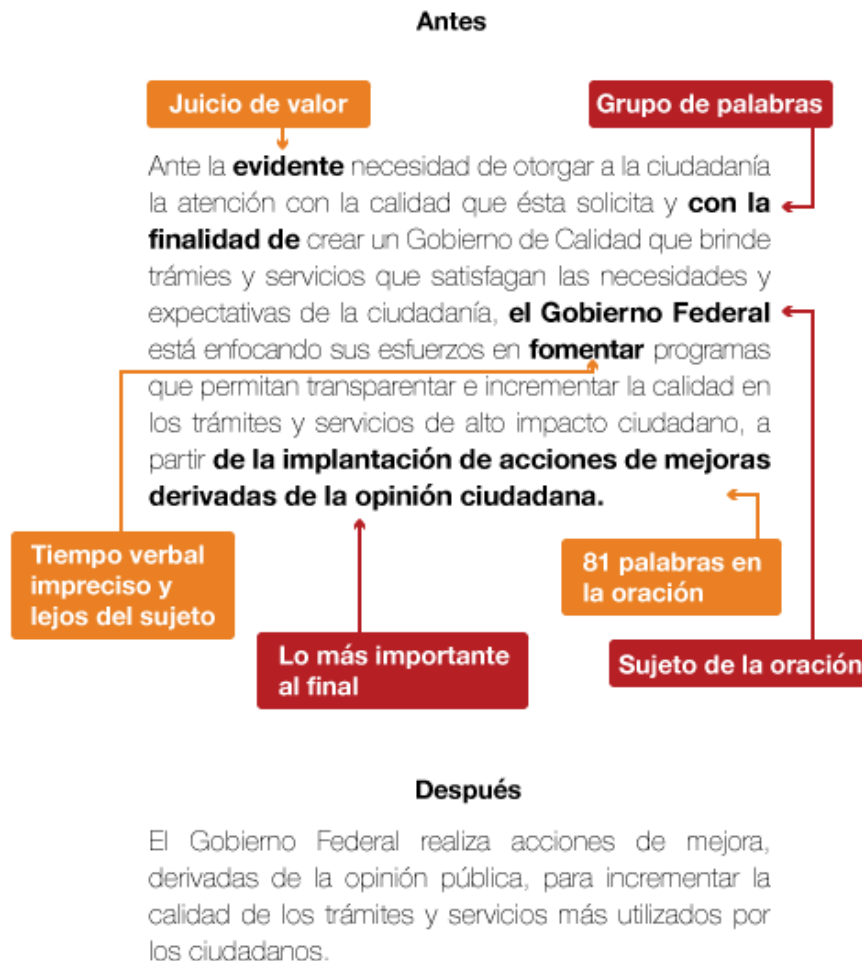 Antes
Juicio de valor
Grupo de palabras
Ante la evidente necesidad de otorgar a la ciudadanía
la atención con la calidad que ésta solicita y con la
finalidad de crear un Gobierno de Calidad que brinde
trámies y servicios que satisfagan las necesidades y
expectativas de la ciudadanía, el Gobierno Federal
está enfocando sus esfuerzos en fomentar programas
que permitan transparentar e incrementar la calidad en
los trámites y servicios de alto impacto ciudadano, a
partir de la implantación de acciones de mejoras
derivadas de la opinión ciudadana.
Tiempo verbal
impreciso y
lejos del sujeto
81 palabras en
la oración
Lo más importante
al final
Sujeto de la oración
Después
El Gobierno Federal realiza acciones de mejora,
derivadas de la opinión pública, para incrementar la
calidad de los trámites y servicios más utilizados por
los ciudadanos.